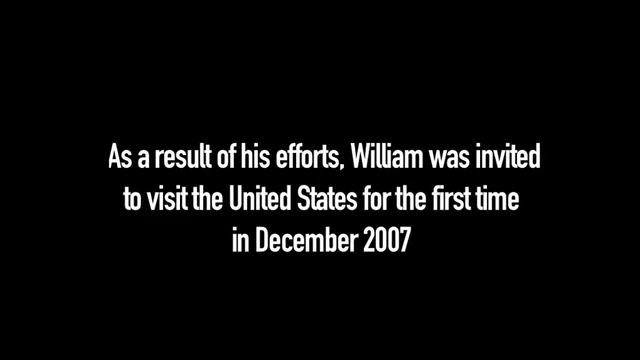 As a result of his efforts, William was invited
to visit the United States for the first time
in December 2007